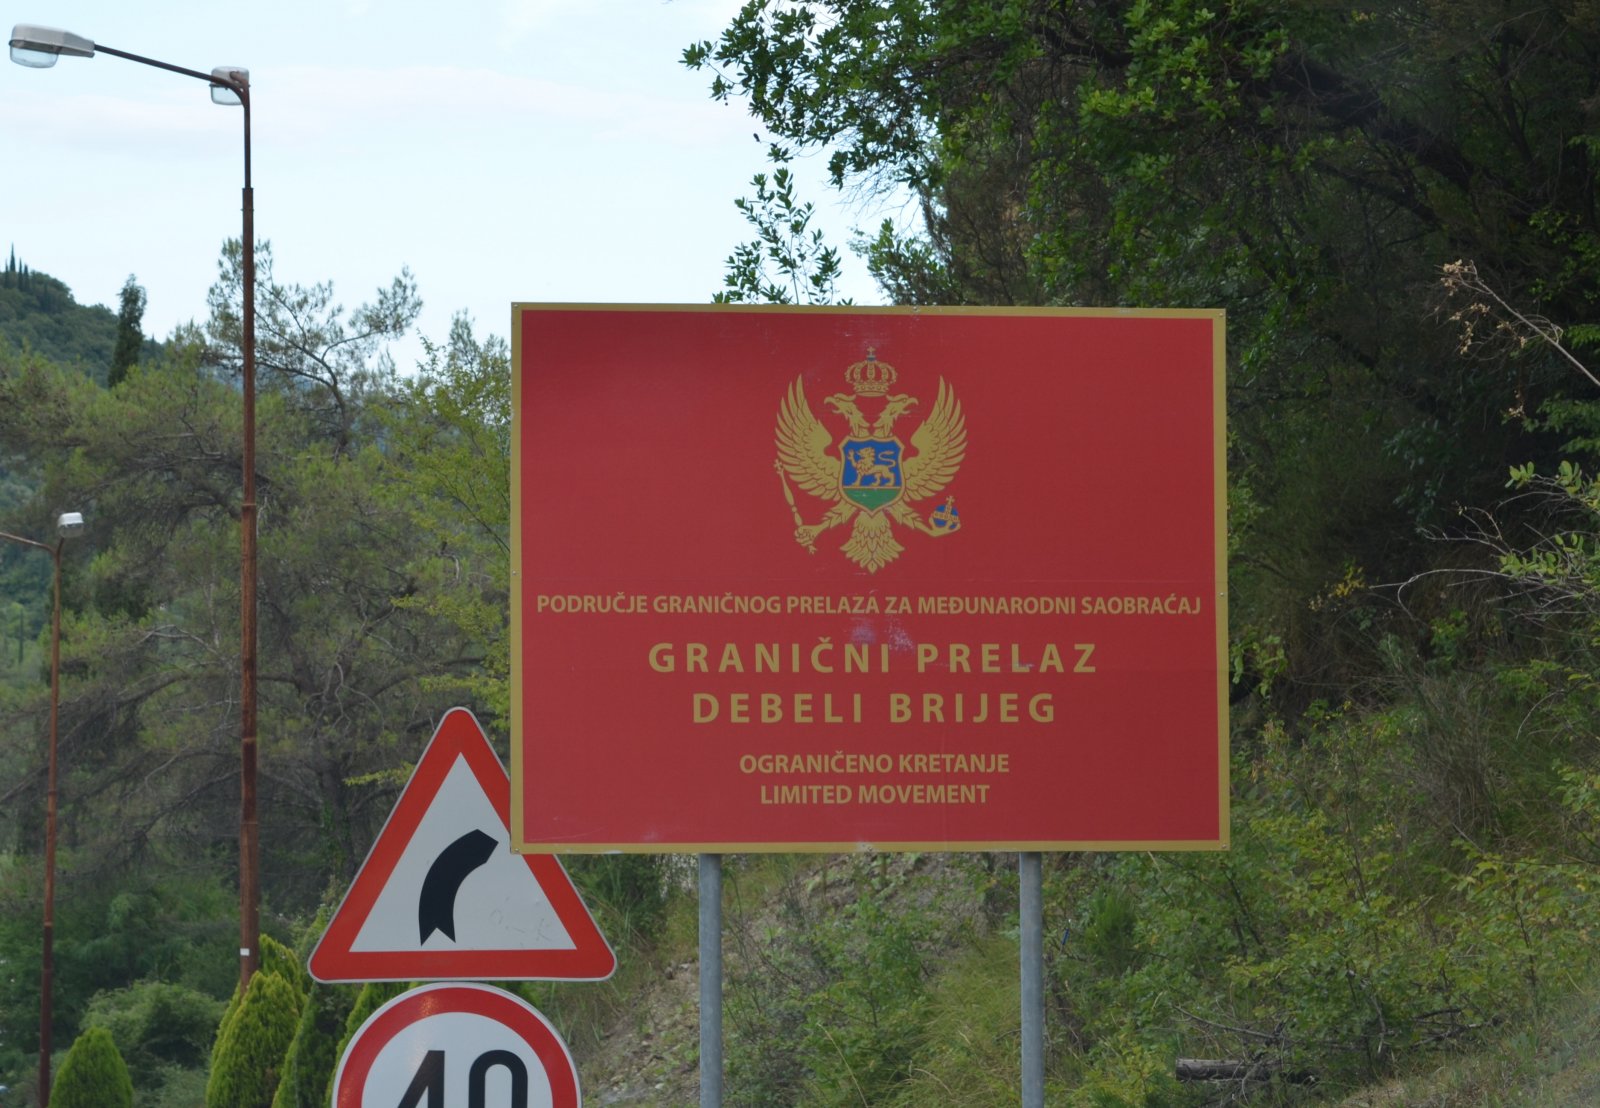 PODRUČJE GRANIČNOG PRELAZA ZA MEĐUNARODNI SAOBRAĆAJ
GRANIČNI PRELAZ
DEBELI BRIJEG
OGRANIČENO KRETANJE
LIMITED MOVEMENT
40